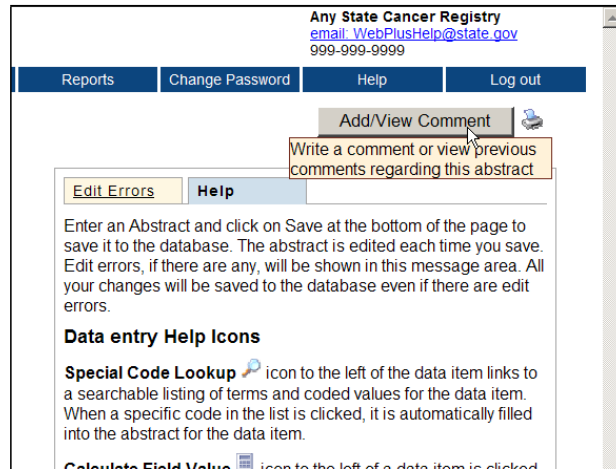 Any State Cancer Registry
email: WebPlusHelp@state.gov
999-999-9999
Reports Change Password Help Log out
Add/View Comment
Write a comment or view previous
comments regarding this abstract
Edit Errors Help
Enter an Abstract and click on Save at the bottom of the page to
save it to the database. The abstract is edited each time you save.
Edit errors, if there are any, will be shown in this message area. All
your changes will be saved to the database even if there are edit
errors.
Data entry Help Icons
Special Code Lookup icon to the left of the data item links to
a searchable listing of terms and coded values for the data item.
When a specific code in the list is clicked, it is automatically filled
into the abstract for the data item.
Calculate Field Value icon to the left of a data item is clicked